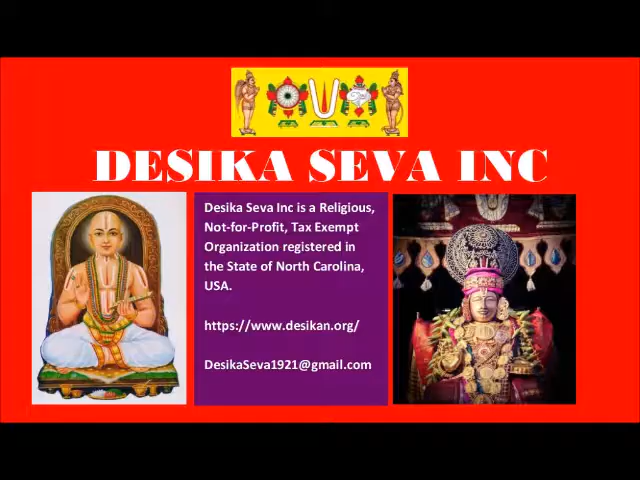 DESIKA SEVA INC
Desika Seva Inc is a Religious,
Not-for-Profit, Tax Exempt
Organization registered in
the State of North Carolina,
USA.
https://www.desikan.org/
DesikaSeva1921@gmail.com